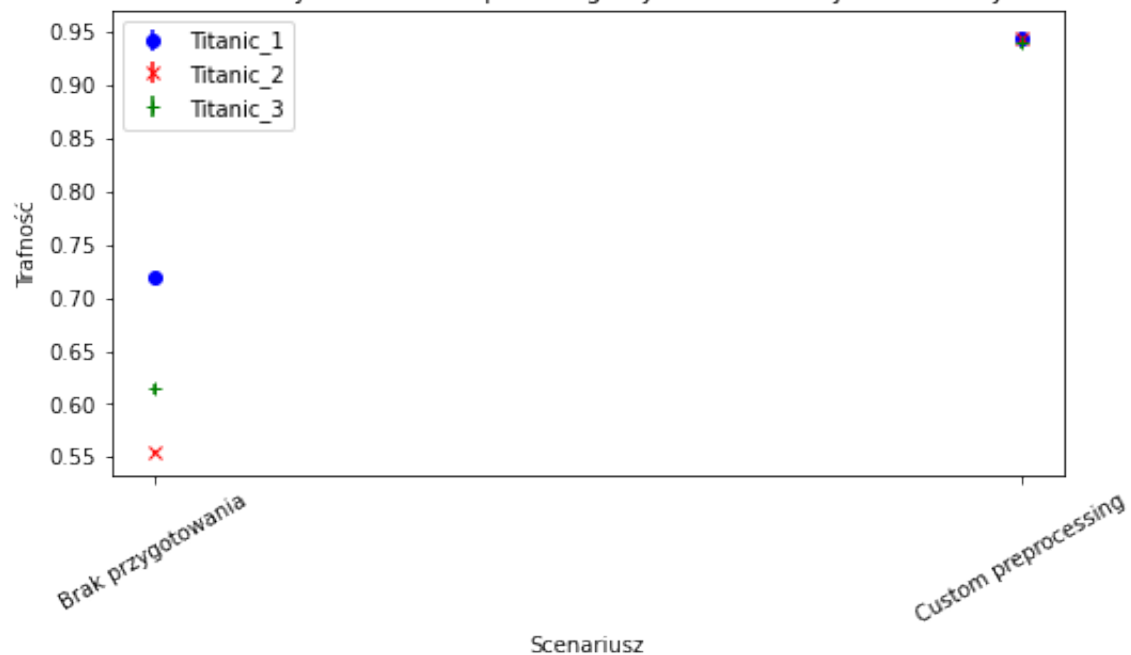 0.95
0.90
0.85
0.80
0.75
0.70
0.65
0.60
0.55
Trafność
Titanic_1
Titanic_2
Titanic_3
Brak przygotowania
Custom preprocessing
Scenariusz